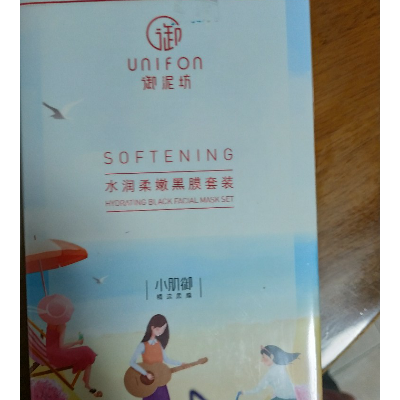 御
UNIFON
御泥坊
SOFTENING
水润柔嫩黑膜套装
HYDRATING BLACK FACIAL MASK SET
小肌御